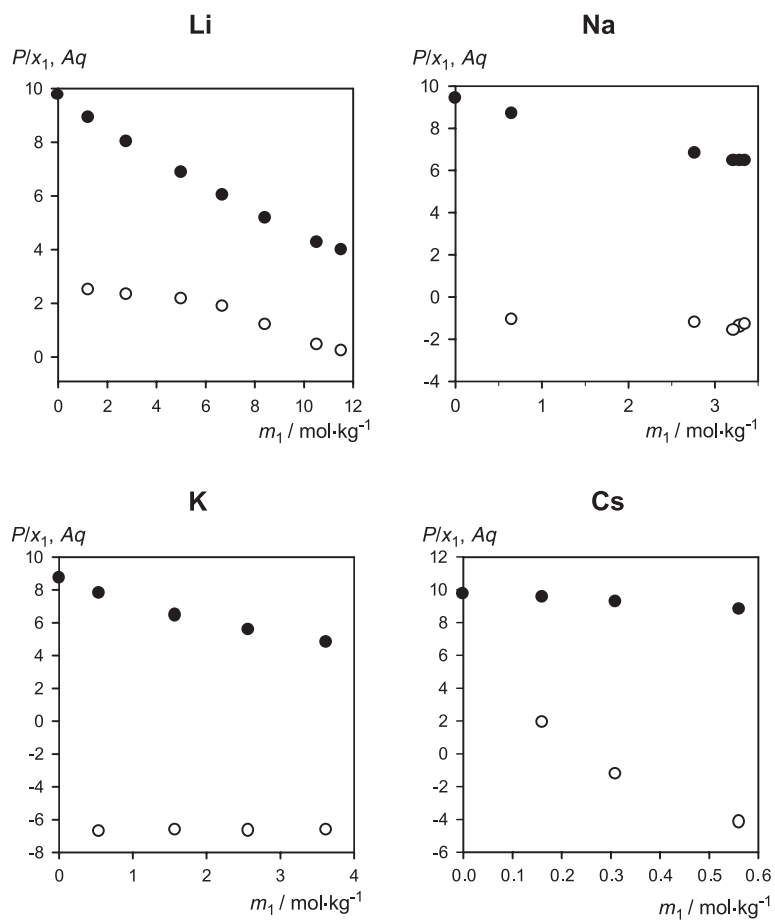 Li
P/x₁, Aq
10
8
6
4
2
0
0 2 4 6 8 10 12
m₁ / mol·kg⁻¹
Na
P/x₁, Aq
10
8
6
4
2
0
-2
-4
0 1 2 3
m₁ / mol·kg⁻¹
K
P/x₁, Aq
10
8
6
4
2
0
-2
-4
-6
-8
0 1 2 3 4
m₁ / mol·kg⁻¹
Cs
P/x₁, Aq
12
10
8
6
4
2
0
-2
-4
-6
0.0 0.1 0.2 0.3 0.4 0.5 0.6
m₁ / mol·kg⁻¹